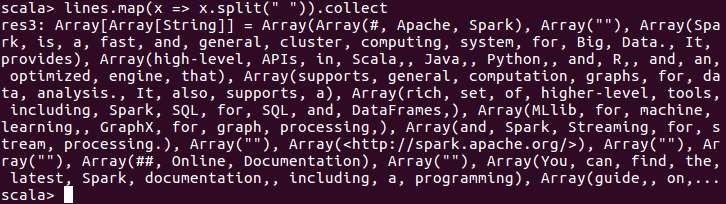 scala> lines.map(x => x.split(" ")).collect
res3: Array[Array[String]] = Array(Array(#, Apache, Spark), Array(""), Array(Spa
rk, is, a, fast, and, general, cluster, computing, system, for, Big, Data., It,
provides), Array(high-level, APIs, in, Scala,, Java,, Python,, and, R,, and, an,
 optimized, engine, that), Array(supports, general, computation, graphs, for, da
ta, analysis., It, also, supports, a), Array(rich, set, of, higher-level, tools,
 including, Spark, SQL, for, SQL, and, DataFrames,), Array(MLlib, for, machine,
learning,, GraphX, for, graph, processing,), Array(and, Spark, Streaming, for, s
tream, processing.), Array(""), Array(<http://spark.apache.org/>), Array(""), Ar
ray(""), Array(##, Online, Documentation), Array(""), Array(You, can, find, the,
 latest, Spark, documentation,, including, a, programming), Array(guide,, on,...
scala>